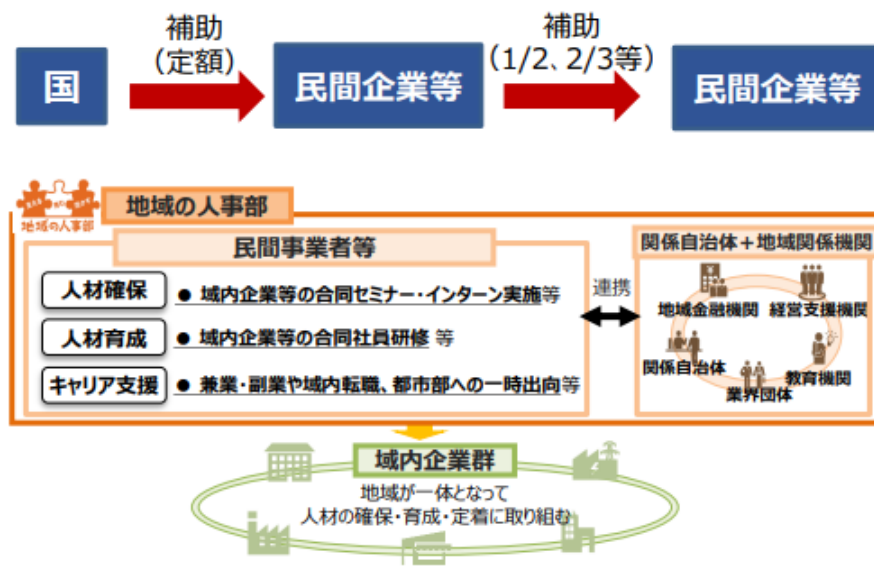 補助
(定額)
補助
(1/2、2/3等)
国
民間企業等
民間企業等
地域の人事部
地域の人事部
民間事業者等
人材確保
● 域内企業等の合同セミナー・インターン実施等
人材育成
● 域内企業等の合同社員研修 等
キャリア支援
● 兼業・副業や域内転職、都市部への一時出向等
連携
関係自治体+地域関係機関
地域金融機関
経営支援機関
関係自治体
教育機関
業界団体
域内企業群
地域が一体となって
人材の確保・育成・定着に取り組む